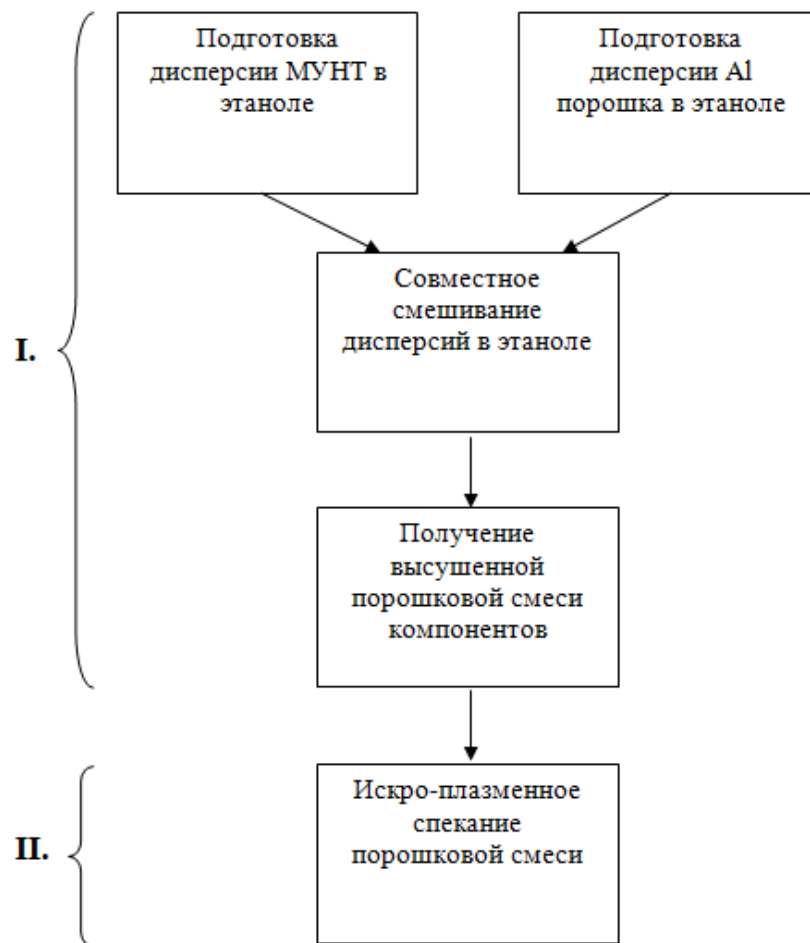 Подготовка
дисперсии МУНТ в
этаноле
Подготовка
дисперсии Al
порошка в этаноле
Совместное
смешивание
дисперсий в этаноле
I.
Получение
высушенной
порошковой смеси
компонентов
Искро-плазменное
спекание
порошковой смеси
II.